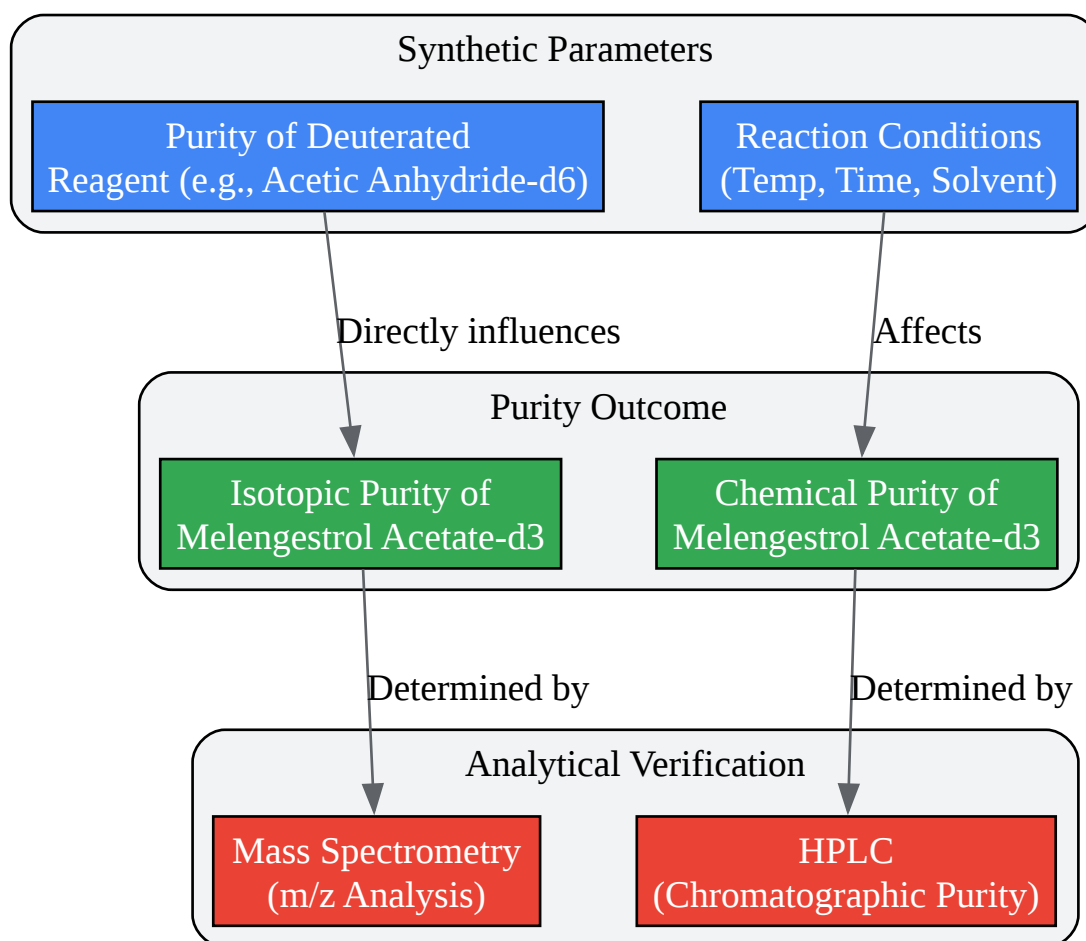 Synthetic Parameters
Purity of Deuterated
Reagent (e.g., Acetic Anhydride-d6)
Reaction Conditions
(Temp, Time, Solvent)
Directly influences
Affects
Purity Outcome
Isotopic Purity of
Melengestrol Acetate-d3
Chemical Purity of
Melengestrol Acetate-d3
Determined by
Determined by
Analytical Verification
Mass Spectrometry
(m/z Analysis)
HPLC
(Chromatographic Purity)